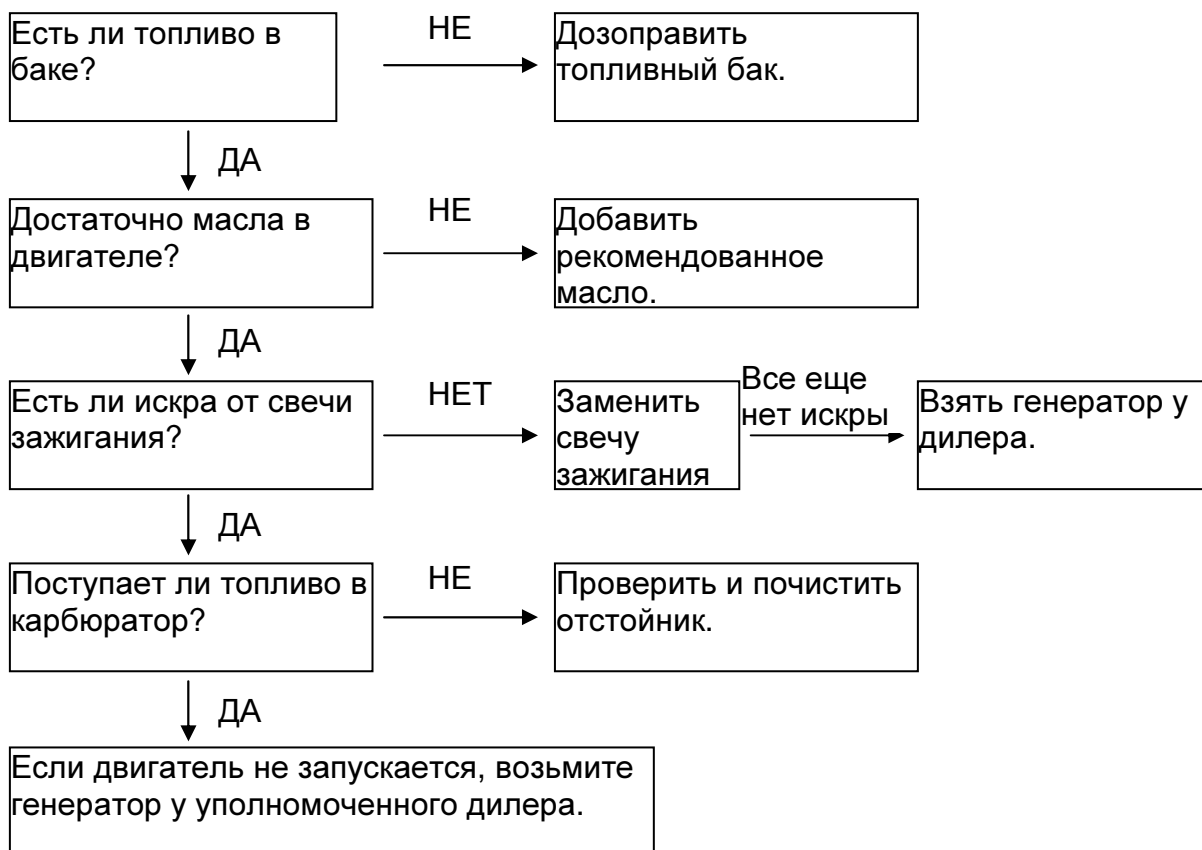 Есть ли топливо в
баке?
НЕ
Дозоправить
топливный бак.
ДА
Достаточно масла в
двигателе?
НЕ
Добавить
рекомендованное
масло.
ДА
Есть ли искра от свечи
зажигания?
НЕТ
Заменить
свечу
зажигания
Все еще
нет искры
Взять генератор у
дилера.
ДА
Поступает ли топливо в
карбюратор?
НЕ
Проверить и почистить
отстойник.
ДА
Если двигатель не запускается, возьмите
генератор у уполномоченного дилера.